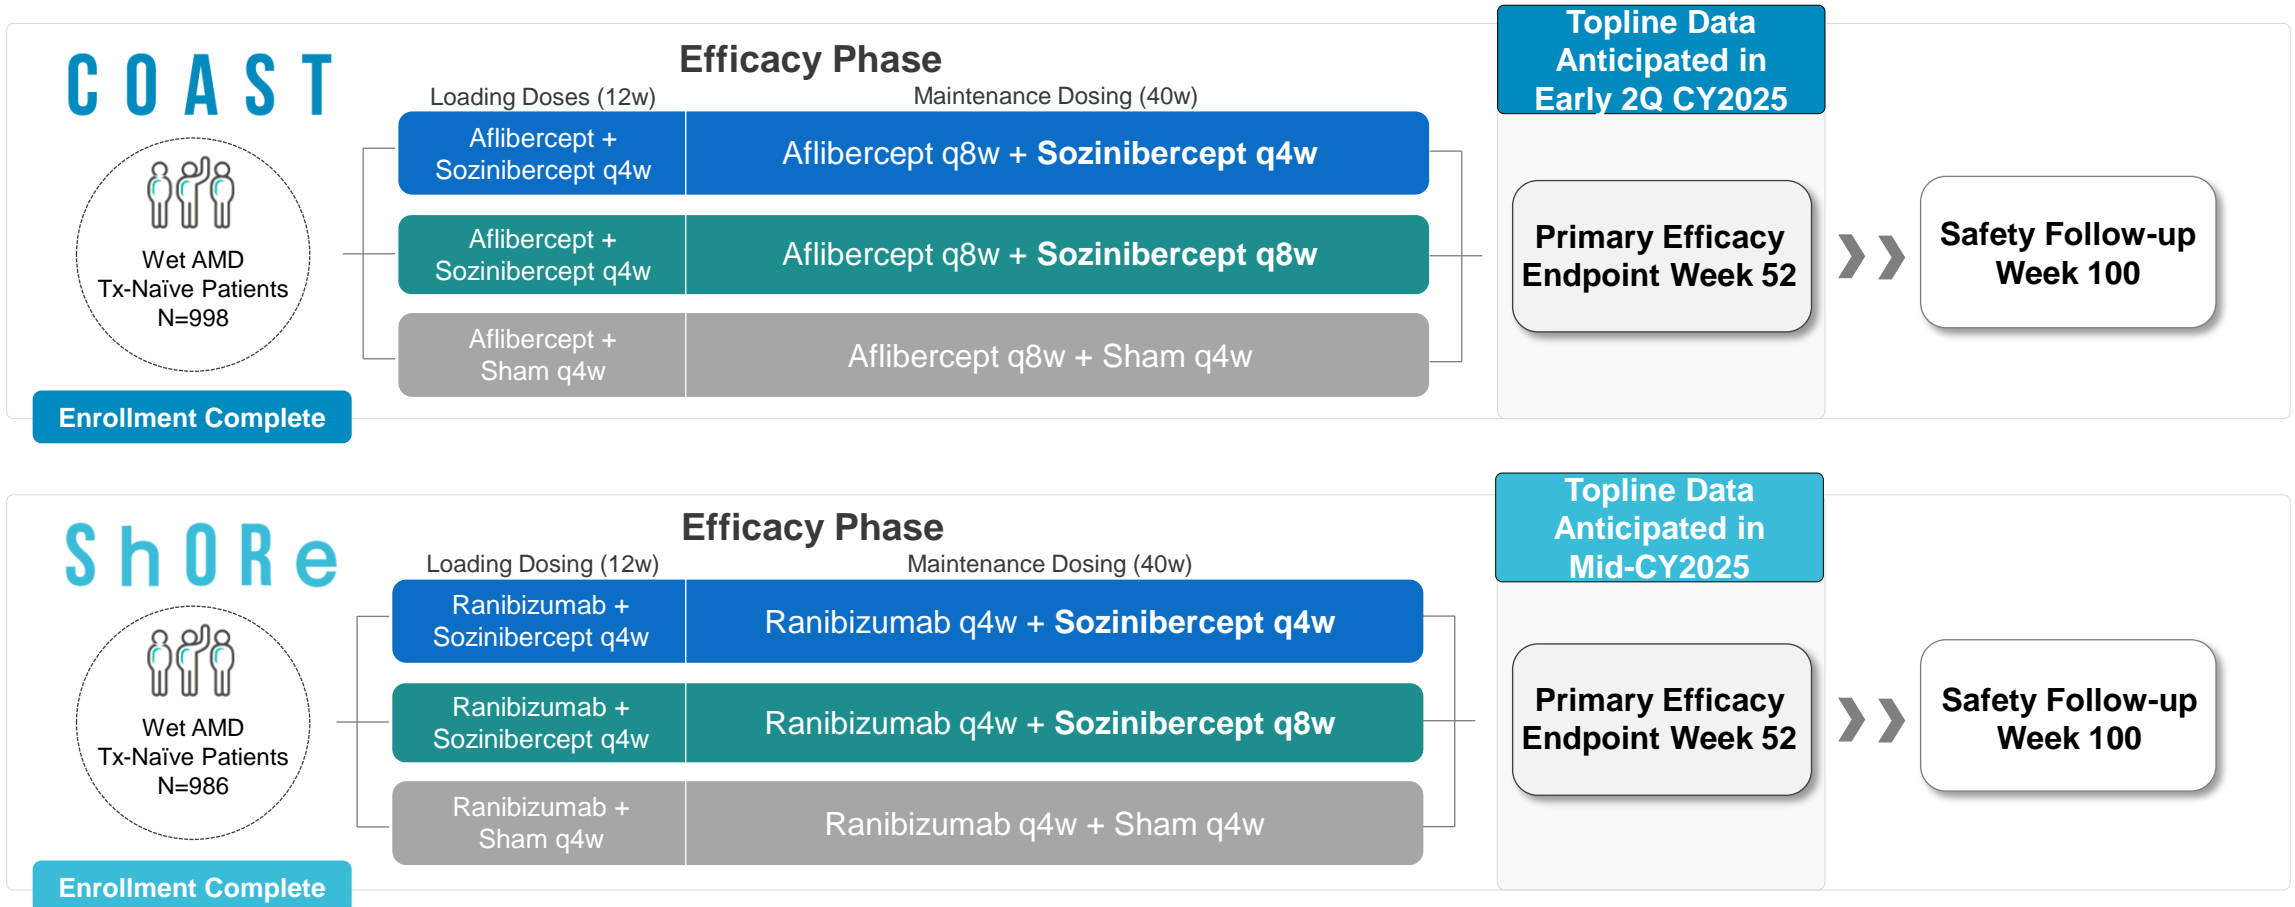 COAST
Efficacy Phase
Loading Doses (12w)
Maintenance Dosing (40w)
Topline Data
Anticipated in
Early 2Q CY2025
Wet AMD
Tx-Naïve Patients
N=998
Enrollment Complete
Aflibercept +
Sozinibercept q4w
Aflibercept q8w + Sozinibercept q4w
Aflibercept +
Sozinibercept q4w
Aflibercept q8w + Sozinibercept q8w
Aflibercept +
Sham q4w
Aflibercept q8w + Sham q4w
Primary Efficacy
Endpoint Week 52
Safety Follow-up
Week 100
ShORe
Efficacy Phase
Loading Dosing (12w)
Maintenance Dosing (40w)
Topline Data
Anticipated in
Mid-CY2025
Wet AMD
Tx-Naïve Patients
N=986
Enrollment Complete
Ranibizumab +
Sozinibercept q4w
Ranibizumab q4w + Sozinibercept q4w
Ranibizumab +
Sozinibercept q4w
Ranibizumab q4w + Sozinibercept q8w
Ranibizumab +
Sham q4w
Ranibizumab q4w + Sham q4w
Primary Efficacy
Endpoint Week 52
Safety Follow-up
Week 100